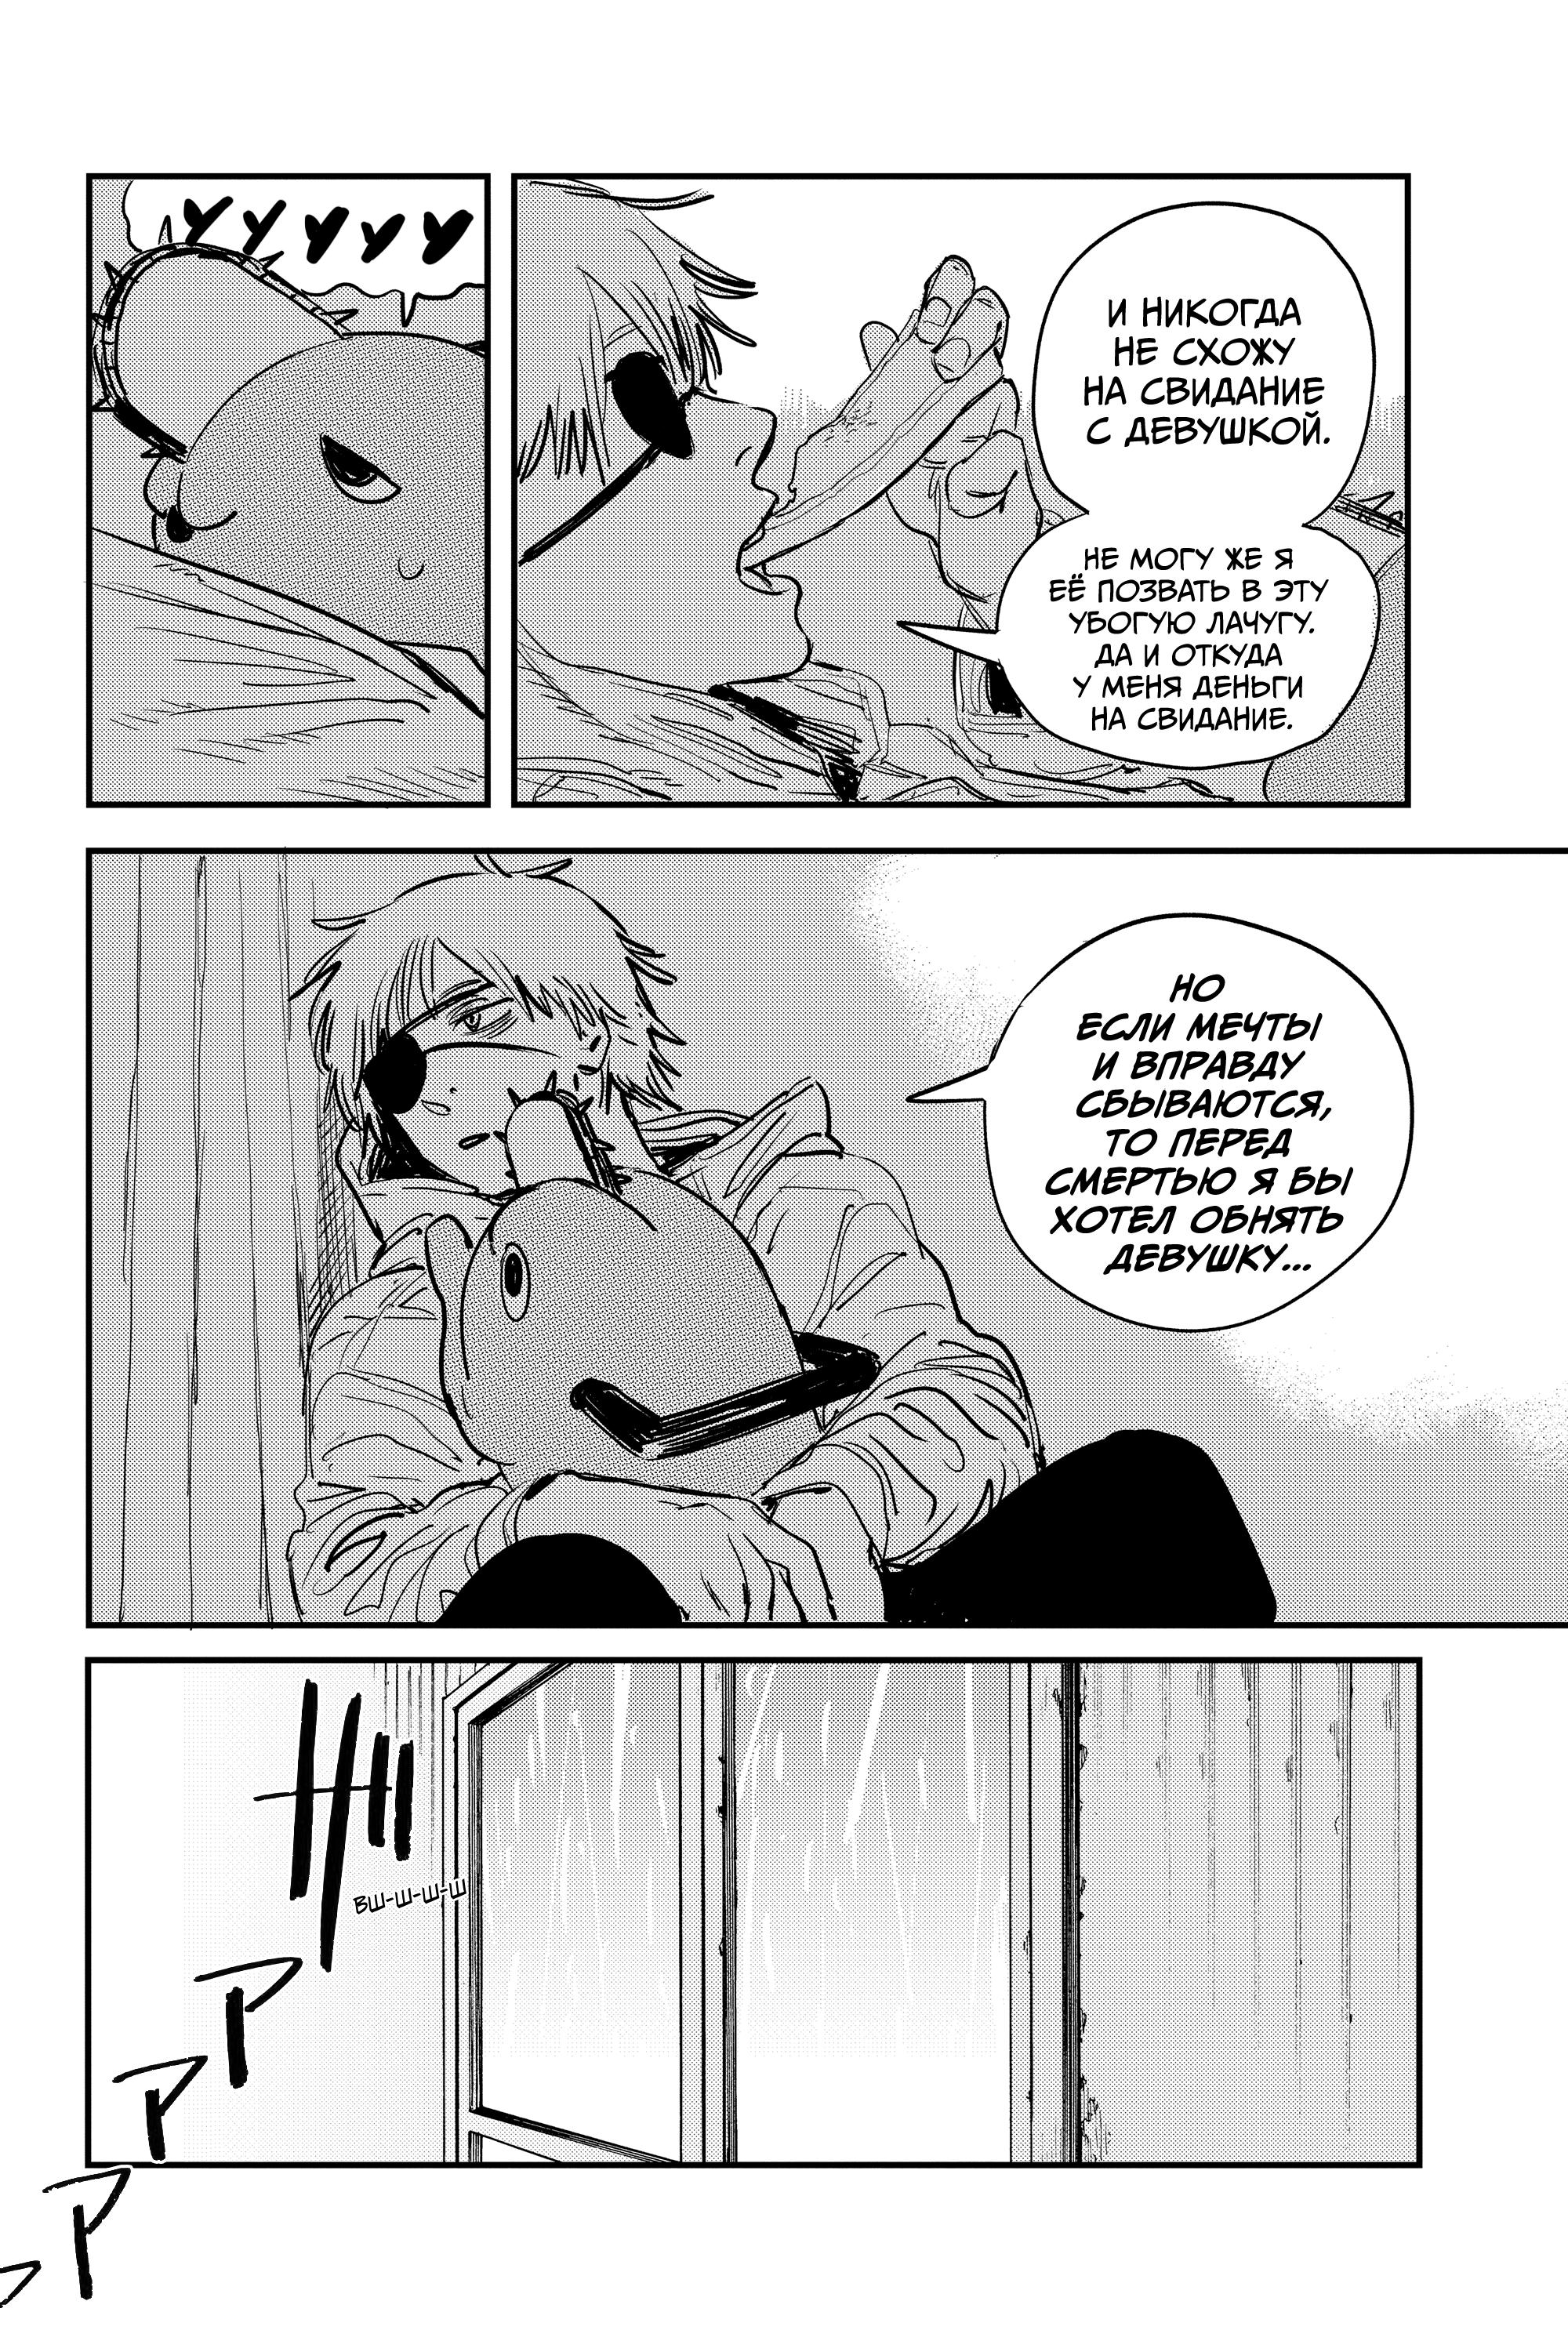 И НИКОГДА
НЕ СХОЖУ
НА СВИДАНИЕ
С ДЕВУШКОЙ.
НЕ МОГУ ЖЕ Я
ЕЁ ПОЗВАТЬ В ЭТУ
УБОГУЮ ЛАЧУГУ.
ДА И ОТКУДА
У МЕНЯ ДЕНЬГИ
НА СВИДАНИЕ.
УУУУУ
НО
ЕСЛИ МЕЧТЫ
И ВПРАВДУ
СБЫВАЮТСЯ,
ТО ПЕРЕД
СМЕРТЬЮ Я БЫ
ХОТЕЛ ОБНЯТЬ
ДЕВУШКУ...
ВШ-Ш-Ш-Ш